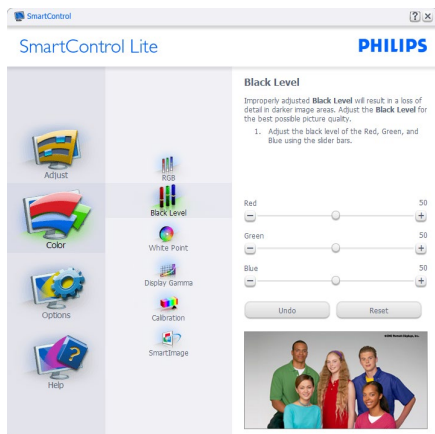 SmartControl
SmartControl Lite
PHILIPS
Adjust
Color
Options
Help
RGB
Black Level
White Point
Display Gamma
Calibration
SmartImage
Black Level
Improperly adjusted Black Level will result in a loss of
detail in darker image areas. Adjust the Black Level for
the best possible picture quality.
1. Adjust the black level of the Red, Green, and
Blue using the slider bars.
Red 50
Green 50
Blue 50
Undo Reset